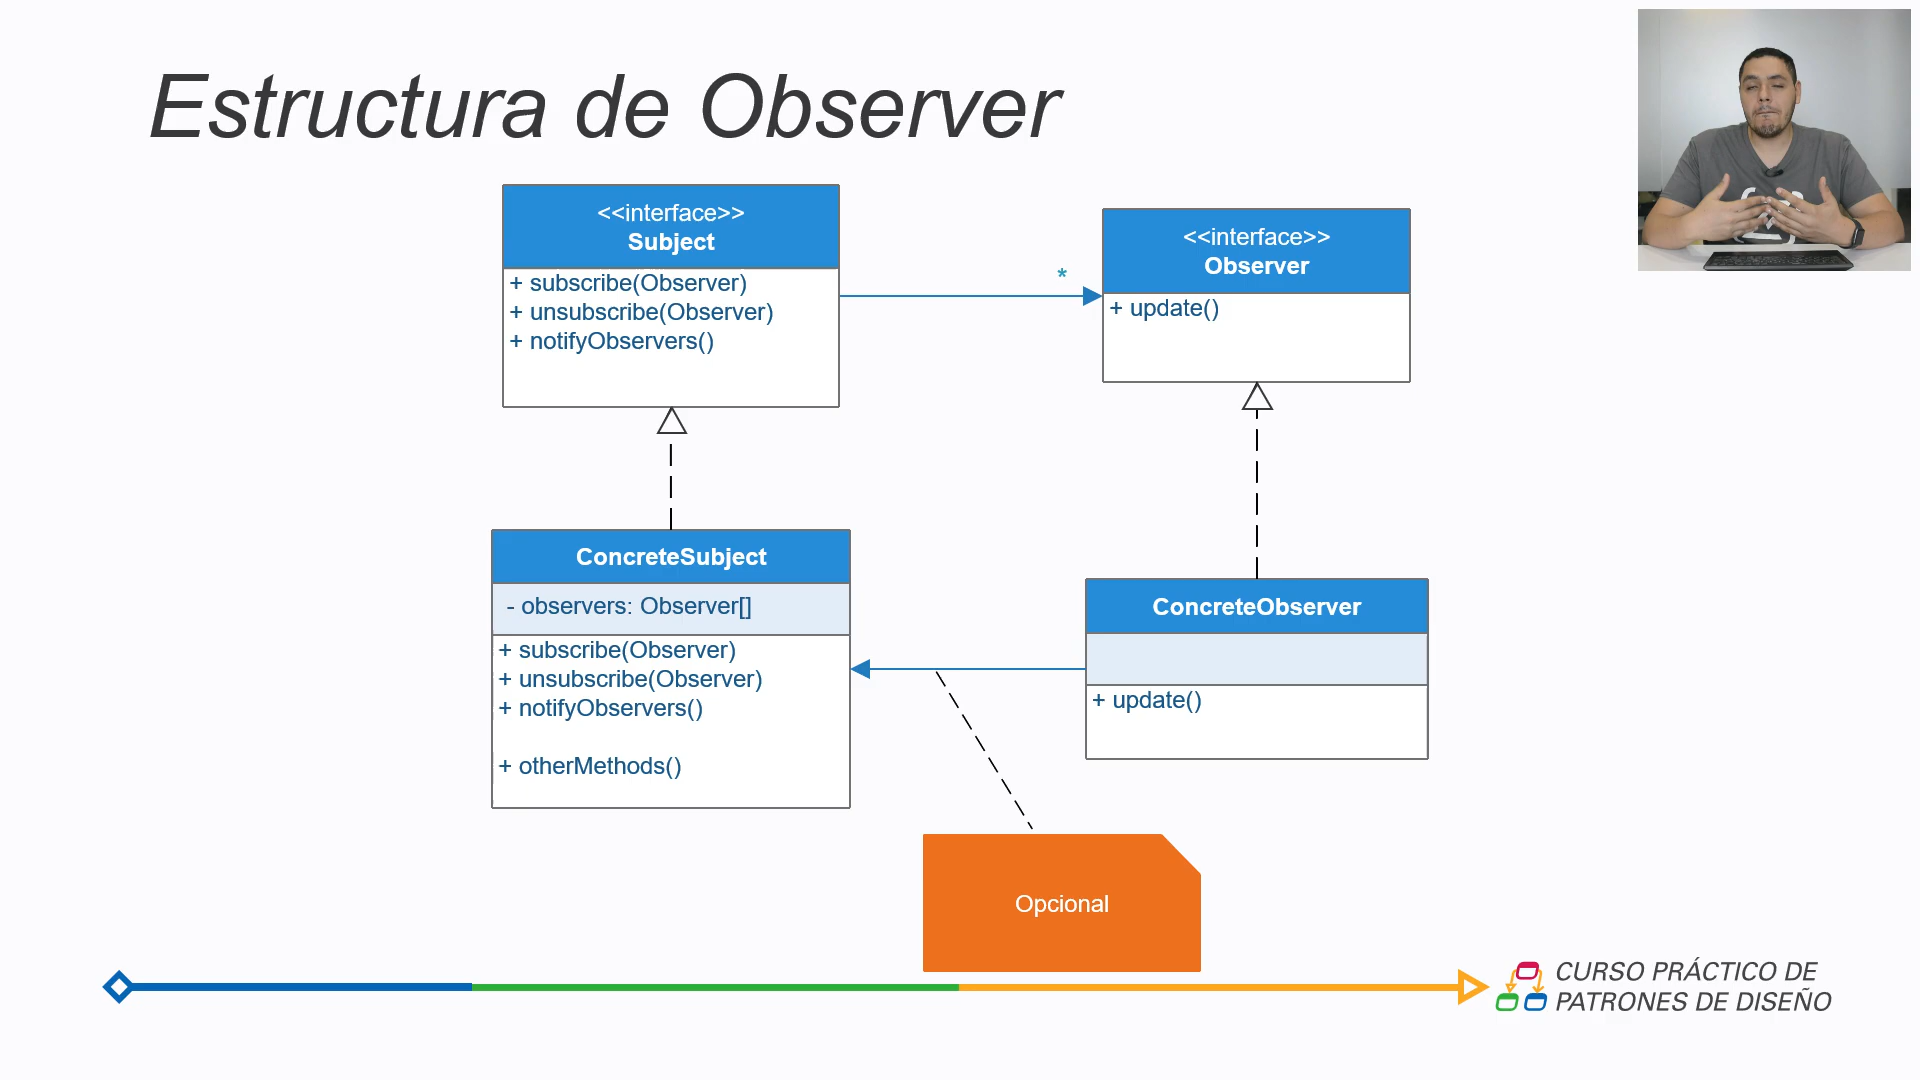 Estructura de Observer
<<interface>>
Subject
+ subscribe(Observer)
+ unsubscribe(Observer)
+ notifyObservers()
*
<<interface>>
Observer
+ update()
ConcreteSubject
- observers: Observer[]
+ subscribe(Observer)
+ unsubscribe(Observer)
+ notifyObservers()
+ otherMethods()
ConcreteObserver
+ update()
Opcional
CURSO PRÁCTICO DE
PATRONES DE DISEÑO